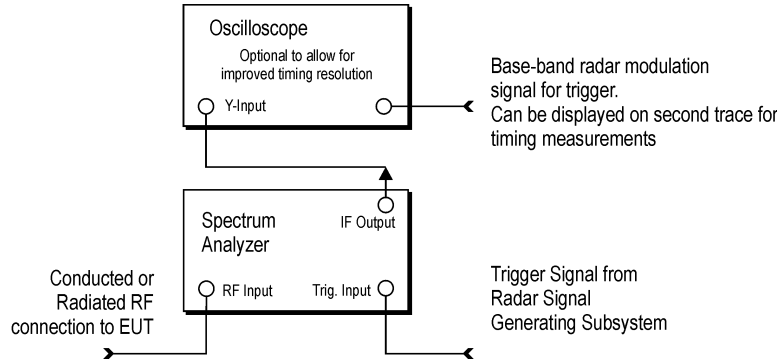 Oscilloscope
Optional to allow for
improved timing resolution
Y-Input
Base-band radar modulation
signal for trigger.
Can be displayed on second trace for
timing measurements
Spectrum
Analyzer
IF Output
RF Input
Trig. Input
Conducted or
Radiated RF
connection to EUT
Trigger Signal from
Radar Signal
Generating Subsystem